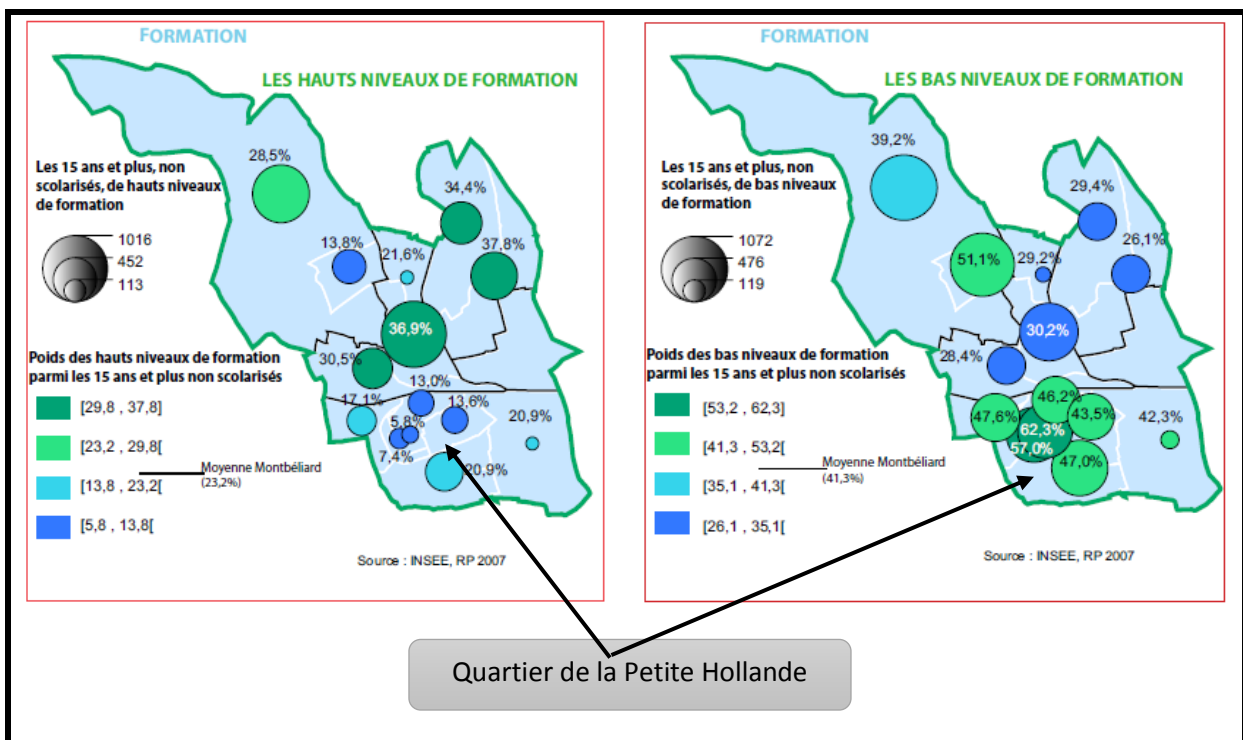 FORMATION
LES HAUTS NIVEAUX DE FORMATION
28,5%
Les 15 ans et plus, non
scolarisés, de hauts niveaux
de formation
34,4%
1016
452
113
13,8%
21,6%
37,8%
36,9%
Poids des hauts niveaux de formation
parmi les 15 ans et plus non scolarisés
30,5%
13,0%
17,1%
13,6%
20,9%
5,8%
7,4%
20,9%
[29,8 , 37,8]
[23,2 , 29,8[
Moyenne Montbéliard
(23,2%)
[13,8 , 23,2[
[5,8 , 13,8[
Source : INSEE, RP 2007
FORMATION
LES BAS NIVEAUX DE FORMATION
39,2%
Les 15 ans et plus, non
scolarisés, de bas niveaux
de formation
29,4%
1072
476
119
51,1%
29,2%
26,1%
30,2%
Poids des bas niveaux de formation
parmi les 15 ans et plus non scolarisés
28,4%
46,2%
47,6%
43,5%
42,3%
62,3%
57,0%
47,0%
[53,2 , 62,3]
[41,3 , 53,2[
Moyenne Montbéliard
(41,3%)
[35,1 , 41,3[
[26,1 , 35,1[
Source : INSEE, RP 2007
Quartier de la Petite Hollande